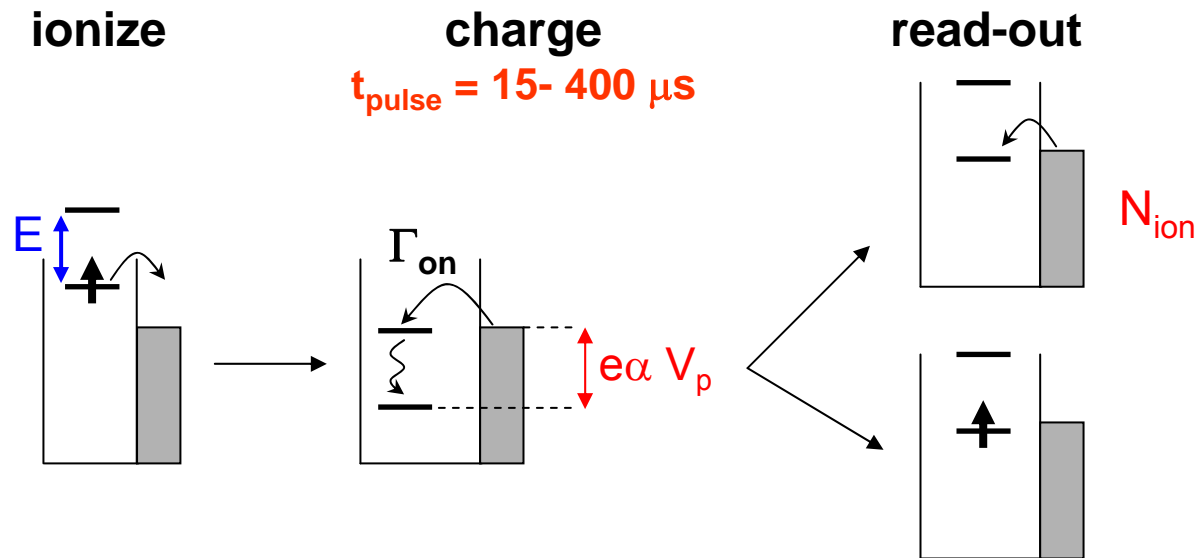 ionize
charge
read-out
t_pulse = 15- 400 μs
E
Γ_on
eα V_p
N_ion